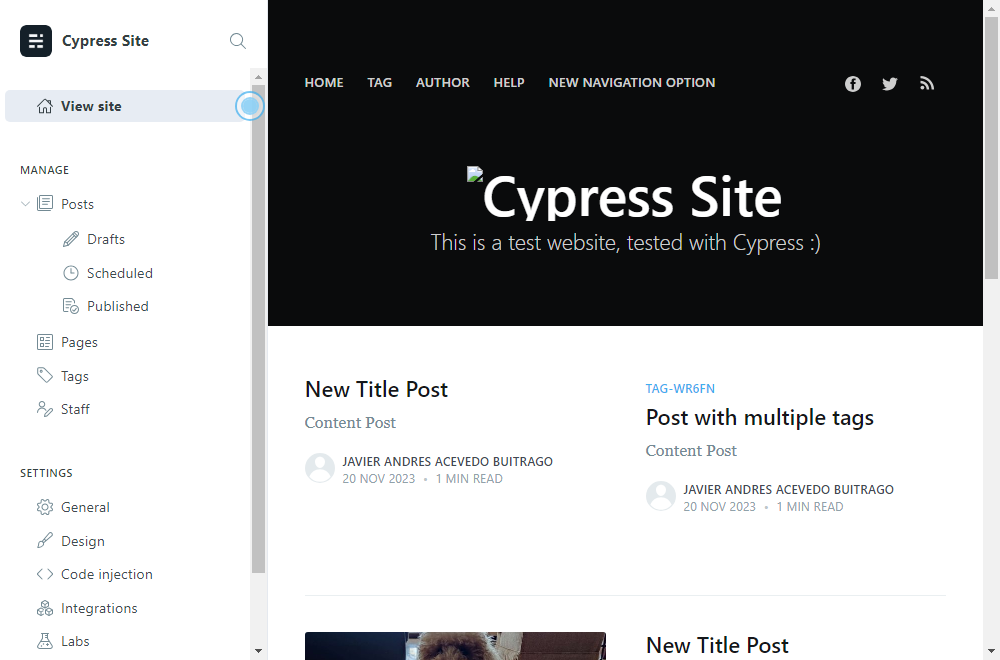 Cypress Site
View site
MANAGE
Posts
Drafts
Scheduled
Published
Pages
Tags
Staff
SETTINGS
General
Design
Code injection
Integrations
Labs
HOME TAG AUTHOR HELP NEW NAVIGATION OPTION
Cypress Site
This is a test website, tested with Cypress :)
New Title Post
Content Post
JAVIER ANDRES ACEVEDO BUITRAGO
20 NOV 2023 • 1 MIN READ
TAG-WR6FN
Post with multiple tags
Content Post
JAVIER ANDRES ACEVEDO BUITRAGO
20 NOV 2023 • 1 MIN READ
New Title Post